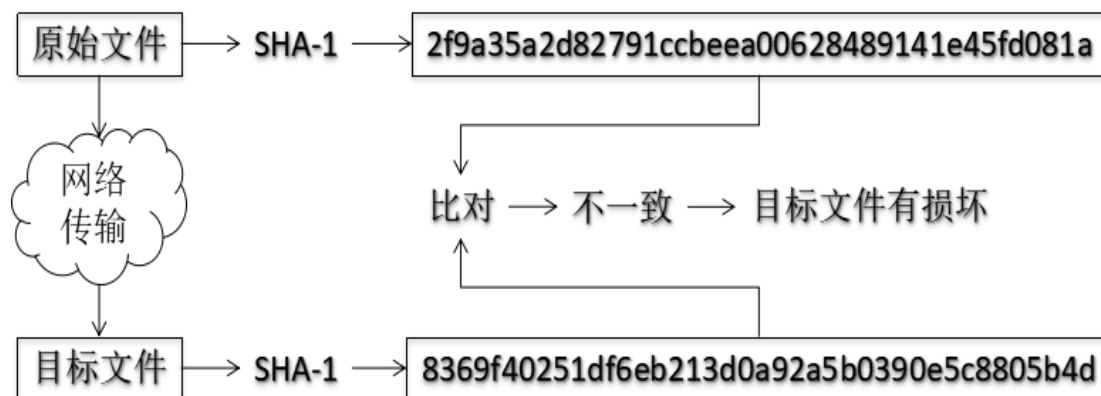 原始文件 SHA-1 2f9a35a2d82791ccbeea00628489141e45fd081a
网络
传输
比对 不一致 目标文件有损坏
目标文件 SHA-1 8369f40251df6eb213d0a92a5b0390e5c8805b4d